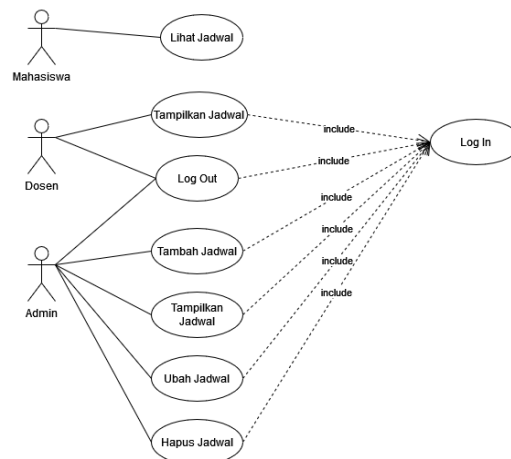 Lihat Jadwal
Mahasiswa
Tampilkan Jadwal
include
Log In
Dosen
include
Log Out
include
include
Tambah Jadwal
include
include
Admin
Tampilkan
Jadwal
Ubah Jadwal
Hapus Jadwal